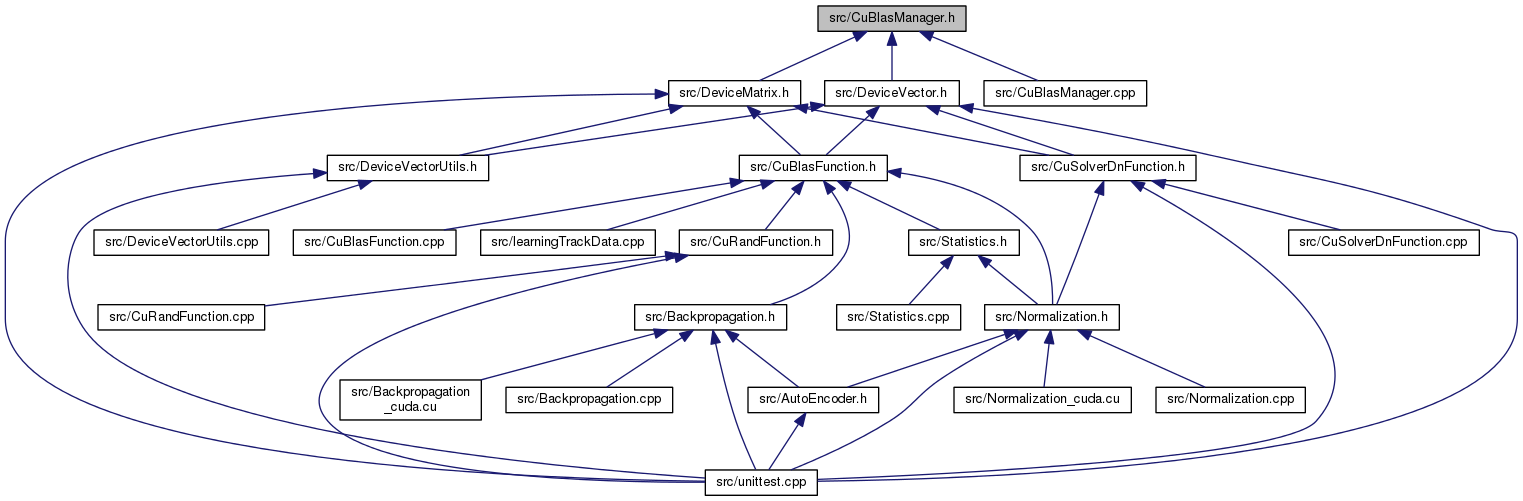 src/CuBlasManager.h
src/DeviceMatrix.h
src/DeviceVector.h
src/CuBlasManager.cpp
src/DeviceVectorUtils.h
src/CuBlasFunction.h
src/CuSolverDnFunction.h
src/DeviceVectorUtils.cpp
src/CuBlasFunction.cpp
src/learningTrackData.cpp
src/CuRandFunction.h
src/Statistics.h
src/CuSolverDnFunction.cpp
src/CuRandFunction.cpp
src/Backpropagation.h
src/Statistics.cpp
src/Normalization.h
src/Backpropagation
_cuda.cu
src/Backpropagation.cpp
src/AutoEncoder.h
src/Normalization_cuda.cu
src/Normalization.cpp
src/unittest.cpp